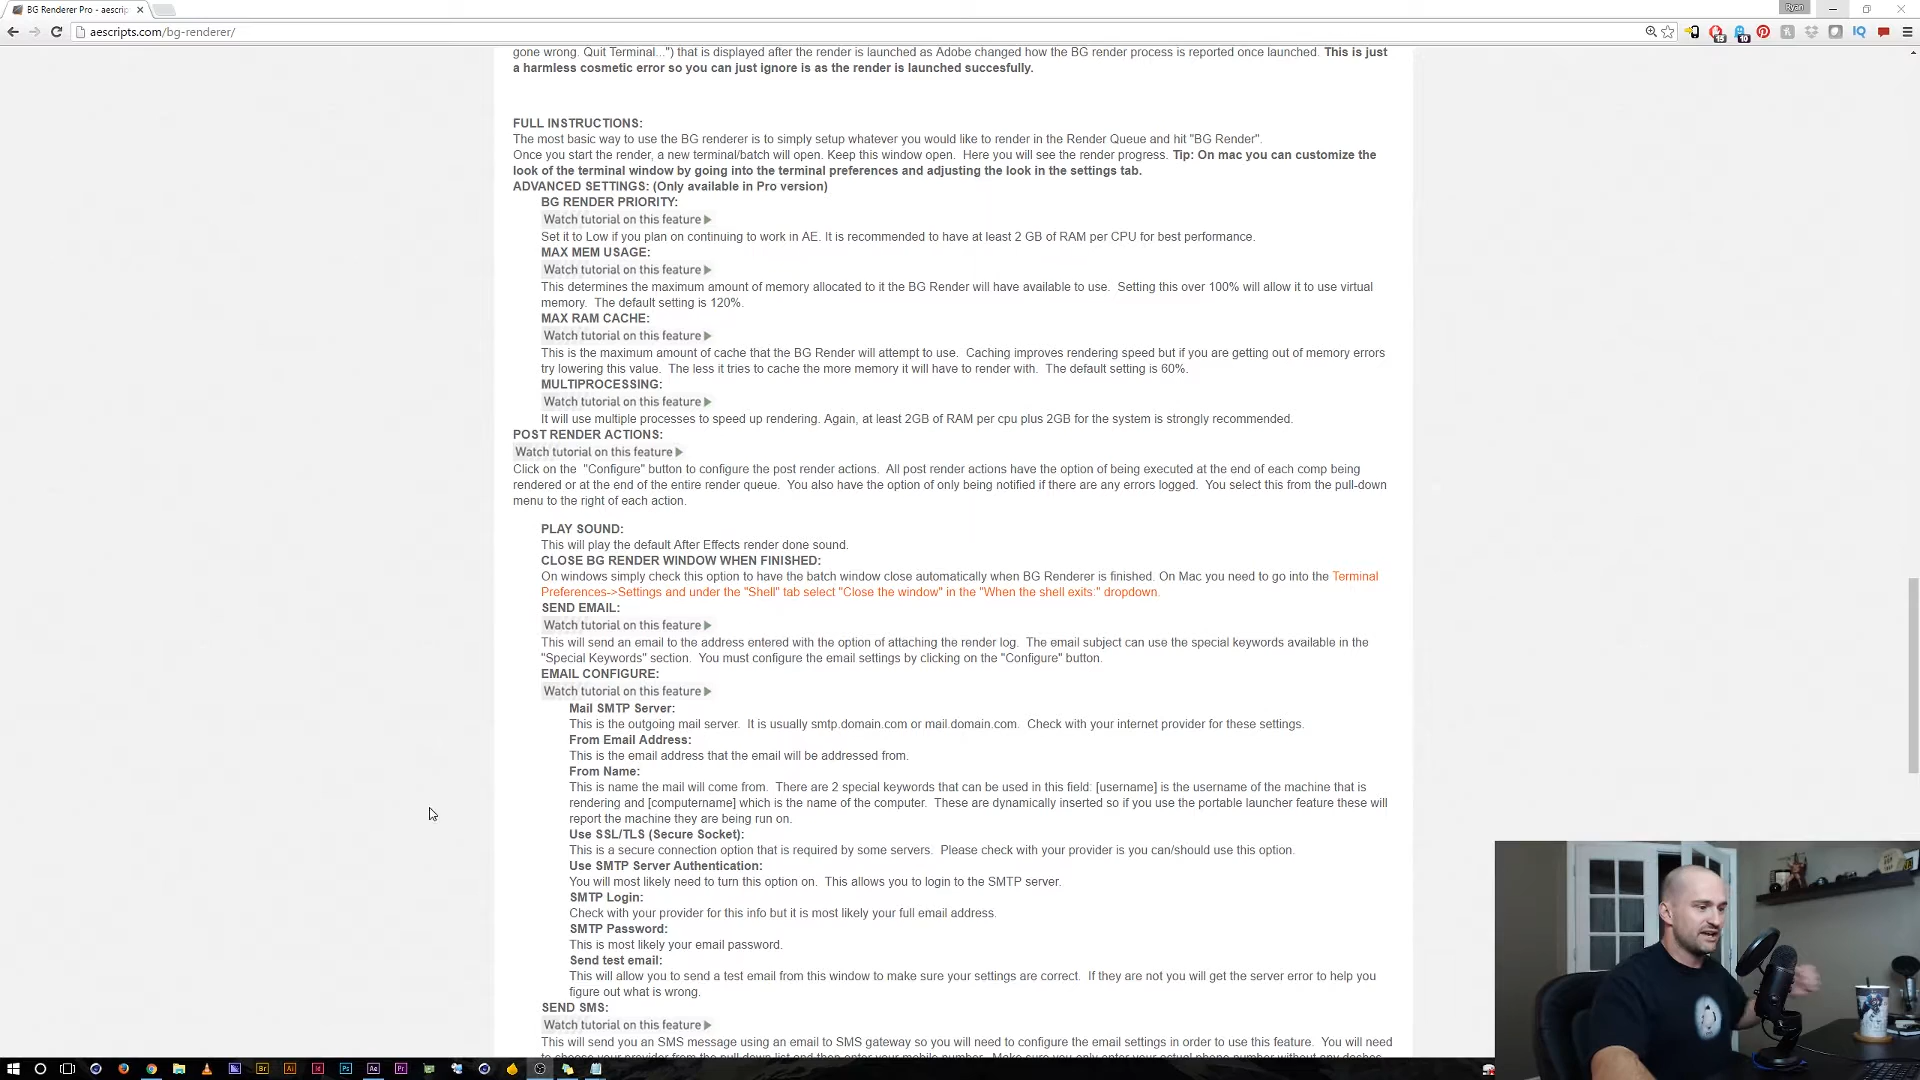 BG Renderer Pro - aescri
Ryan
aescripts.com/bg-renderer/
gone wrong. Quit Terminal...") that is displayed after the render is launched as Adobe changed how the BG render process is reported once launched. This is just
a harmless cosmetic error so you can just ignore is as the render is launched succesfully.
FULL INSTRUCTIONS:
The most basic way to use the BG renderer is to simply setup whatever you would like to render in the Render Queue and hit "BG Render".
Once you start the render, a new terminal/batch will open. Keep this window open. Here you will see the render progress. Tip: On mac you can customize the
look of the terminal window by going into the terminal preferences and adjusting the look in the settings tab.
ADVANCED SETTINGS: (Only available in Pro version)
BG RENDER PRIORITY:
Watch tutorial on this feature
Set it to Low if you plan on continuing to work in AE. It is recommended to have at least 2 GB of RAM per CPU for best performance.
MAX MEM USAGE:
Watch tutorial on this feature
This determines the maximum amount of memory allocated to it the BG Render will have available to use. Setting this over 100% will allow it to use virtual
memory. The default setting is 120%.
MAX RAM CACHE:
Watch tutorial on this feature
This is the maximum amount of cache that the BG Render will attempt to use. Caching improves rendering speed but if you are getting out of memory errors
try lowering this value. The less it tries to cache the more memory it will have to render with. The default setting is 60%.
MULTIPROCESSING:
Watch tutorial on this feature
It will use multiple processes to speed up rendering. Again, at least 2GB of RAM per cpu plus 2GB for the system is strongly recommended.
POST RENDER ACTIONS:
Watch tutorial on this feature
Click on the "Configure" button to configure the post render actions. All post render actions have the option of being executed at the end of each comp being
rendered or at the end of the entire render queue. You also have the option of only being notified if there are any errors logged. You select this from the pull-down
menu to the right of each action.
PLAY SOUND:
This will play the default After Effects render done sound.
CLOSE BG RENDER WINDOW WHEN FINISHED:
On windows simply check this option to have the batch window close automatically when BG Renderer is finished. On Mac you need to go into the Terminal
Preferences->Settings and under the "Shell" tab select "Close the window" in the "When the shell exits:" dropdown.
SEND EMAIL:
Watch tutorial on this feature
This will send an email to the address entered with the option of attaching the render log. The email subject can use the special keywords available in the
"Special Keywords" section. You must configure the email settings by clicking on the "Configure" button.
EMAIL CONFIGURE:
Watch tutorial on this feature
Mail SMTP Server:
This is the outgoing mail server. It is usually smtp.domain.com or mail.domain.com. Check with your internet provider for these settings.
From Email Address:
This is the email address that the email will be addressed from.
From Name:
This is name the mail will come from. There are 2 special keywords that can be used in this field: [username] is the username of the machine that is
rendering and [computername] which is the name of the computer. These are dynamically inserted so if you use the portable launcher feature these will
report the machine they are being run on.
Use SSL/TLS (Secure Socket):
This is a secure connection option that is required by some servers. Please check with your provider is you can/should use this option.
Use SMTP Server Authentication:
You will most likely need to turn this option on. This allows you to login to the SMTP server.
SMTP Login:
Check with your provider for this info but it is most likely your full email address.
SMTP Password:
This is most likely your email password.
Send test email:
This will allow you to send a test email from this window to make sure your settings are correct. If they are not you will get the server error to help you
figure out what is wrong.
SEND SMS:
Watch tutorial on this feature
This will send you an SMS message using an email to SMS gateway so you will need to configure the email settings in order to use this feature. You will need